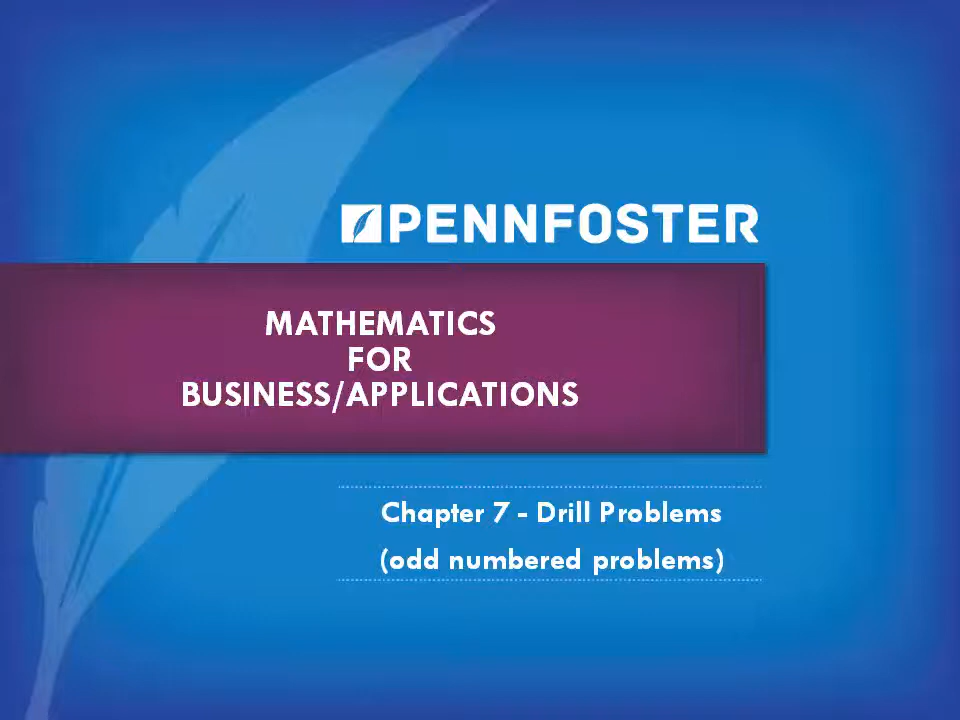 PENNFOSTER
MATHEMATICS
FOR
BUSINESS/APPLICATIONS
Chapter 7 - Drill Problems
(odd numbered problems)